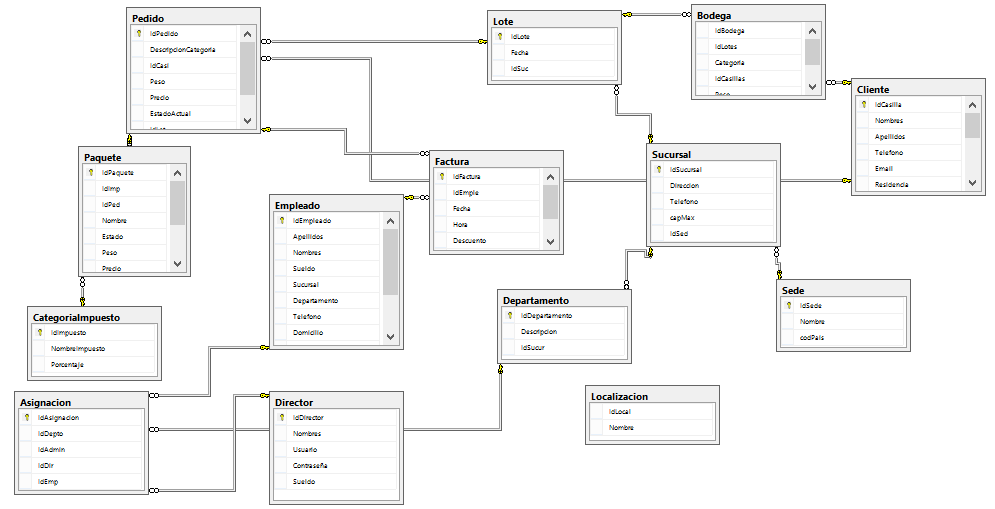 Pedido
IdPedido
DescripcionCategoria
IdCasi
Peso
Precio
EstadoActual
Lote
IdLote
Fecha
IdSuc
Bodega
IdBodega
IdLotes
Categoria
IdCasillas
Cliente
IdCasilla
Nombres
Apellidos
Telefono
Email
Residencia
Paquete
IdPaquete
IdImp
IdPed
Nombre
Estado
Peso
Precio
Factura
IdFactura
IdEmple
Fecha
Hora
Descuento
Sucursal
IdSucursal
Direccion
Telefono
capMax
IdSed
Empleado
IdEmpleado
Apellidos
Nombres
Sueldo
Sucursal
Departamento
Telefono
Domicilio
Sede
IdSede
Nombre
codPais
Departamento
IdDepartamento
Descripcion
IdSucur
CategoriaImpuesto
IdImpuesto
NombreImpuesto
Porcentaje
Asignacion
IdAsignacion
IdDepto
IdAdmin
IdDir
IdEmp
Director
IdDirector
Nombres
Usuario
Contraseña
Sueldo
Localizacion
IdLocal
Nombre